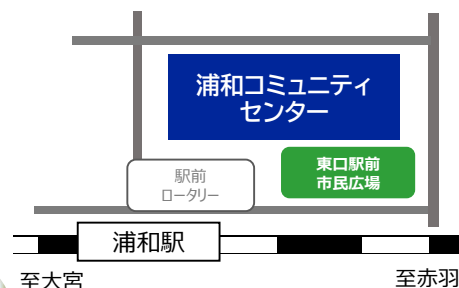 浦和コミュニティ
センター
東口駅前
市民広場
駅前
ロータリー
浦和駅
至大宮
至赤羽